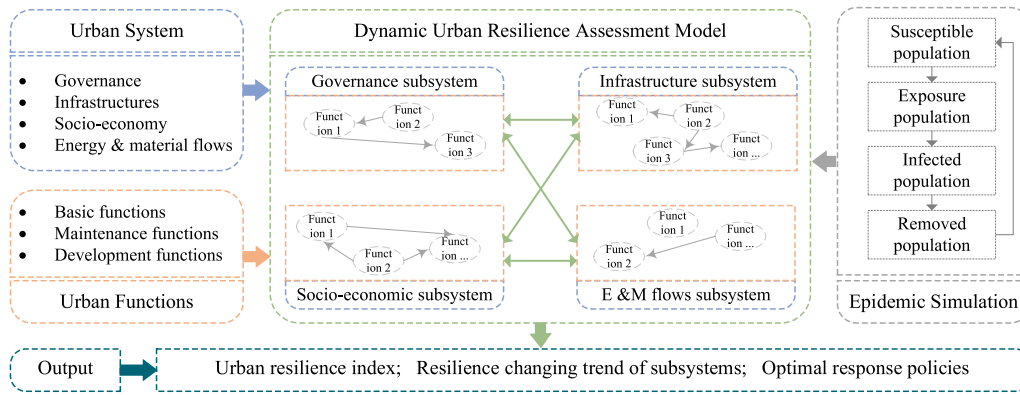 Urban System
• Governance
• Infrastructures
• Socio-economy
• Energy & material flows
• Basic functions
• Maintenance functions
• Development functions
Urban Functions
Dynamic Urban Resilience Assessment Model
Governance subsystem
Funct
ion 1
Funct
ion 2
Funct
ion 3
Infrastructure subsystem
Funct
ion 1
Funct
ion 2
Funct
ion 3
Funct
ion ...
Funct
ion 1
Funct
ion 2
Funct
ion ...
Socio-economic subsystem
Funct
ion 1
Funct
ion 2
Funct
ion ...
E &M flows subsystem
Susceptible
population
Exposure
population
Infected
population
Removed
population
Epidemic Simulation
Output
Urban resilience index; Resilience changing trend of subsystems; Optimal response policies